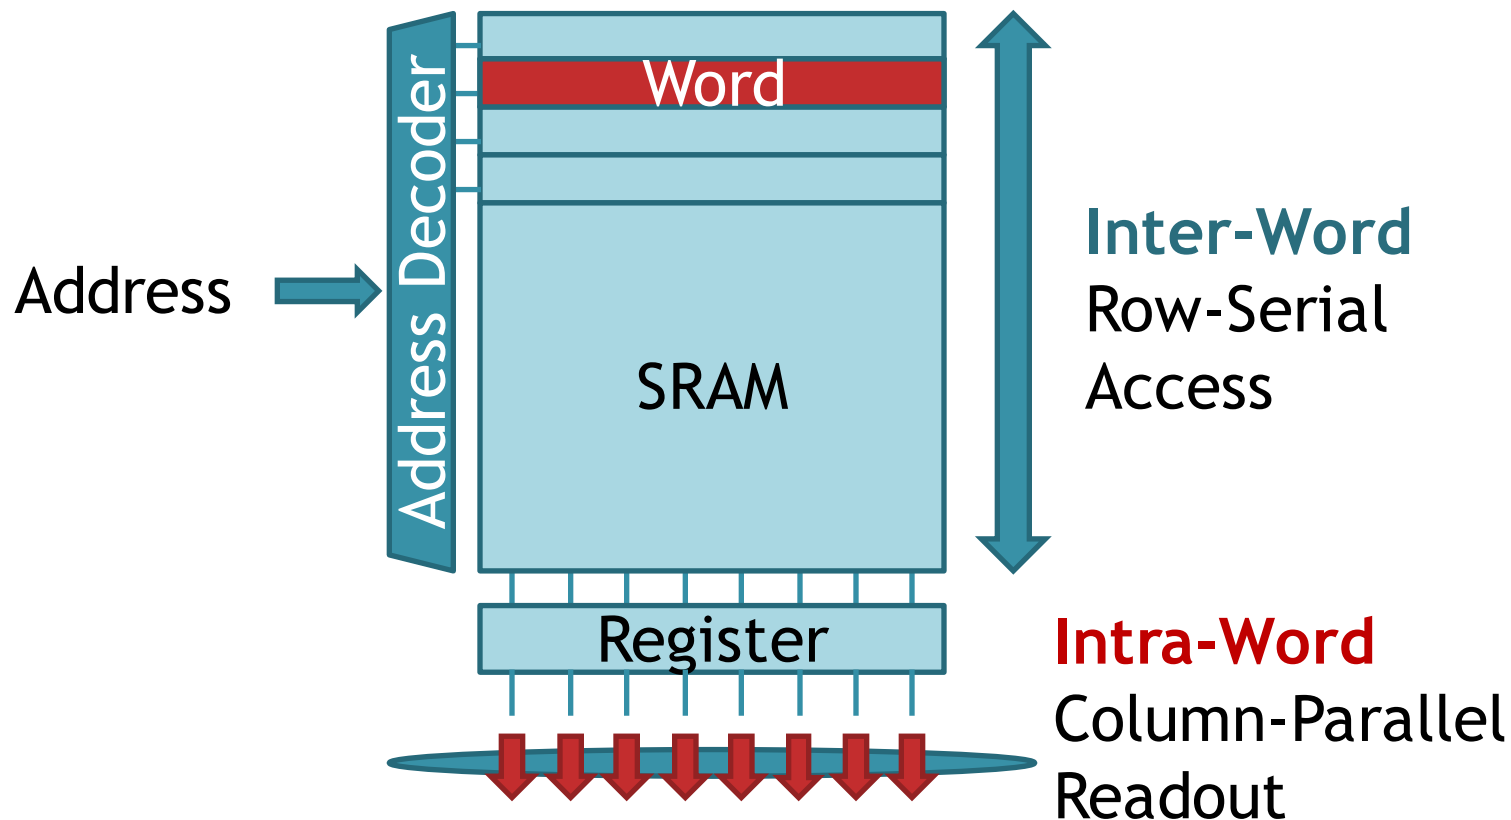 Word
Address Decoder
Address
SRAM
Inter-Word
Row-Serial
Access
Register
Intra-Word
Column-Parallel
Readout